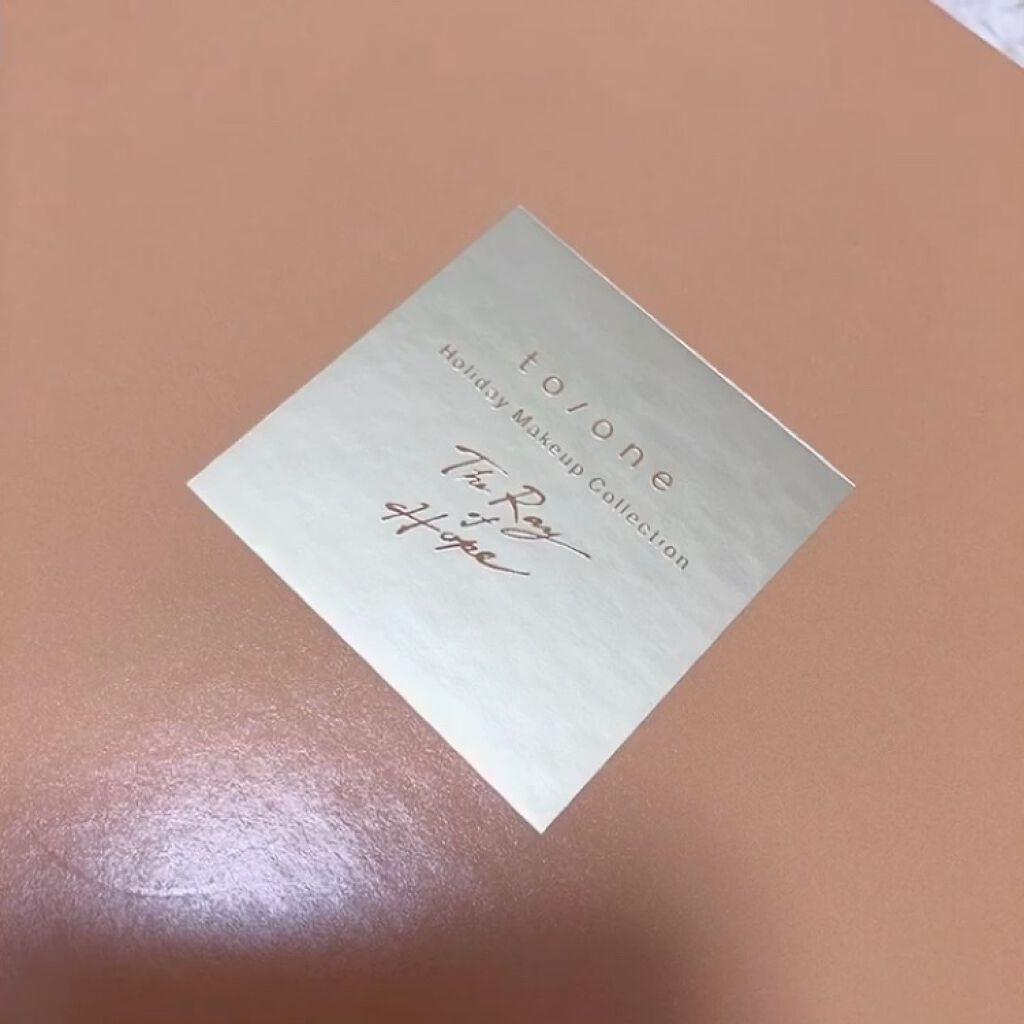 to/one
Holiday Makeup Collection
The Ray
of
Hope